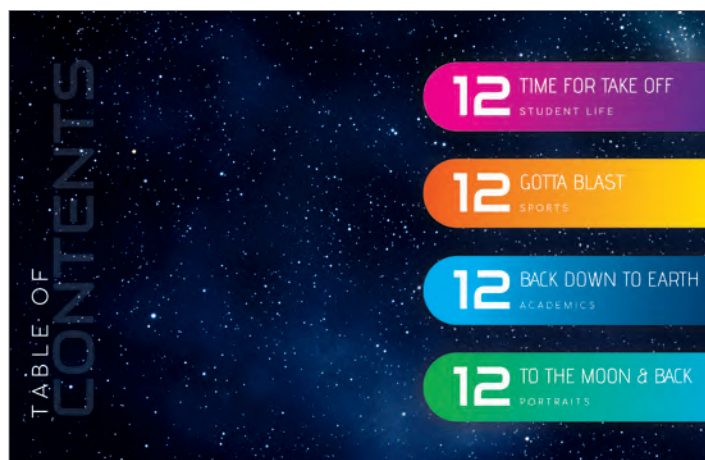 TABLE OF
CONTENTS
12 TIME FOR TAKE OFF
STUDENT LIFE
12 GOTTA BLAST
SPORTS
12 BACK DOWN TO EARTH
ACADEMICS
12 TO THE MOON & BACK
PORTRAITS